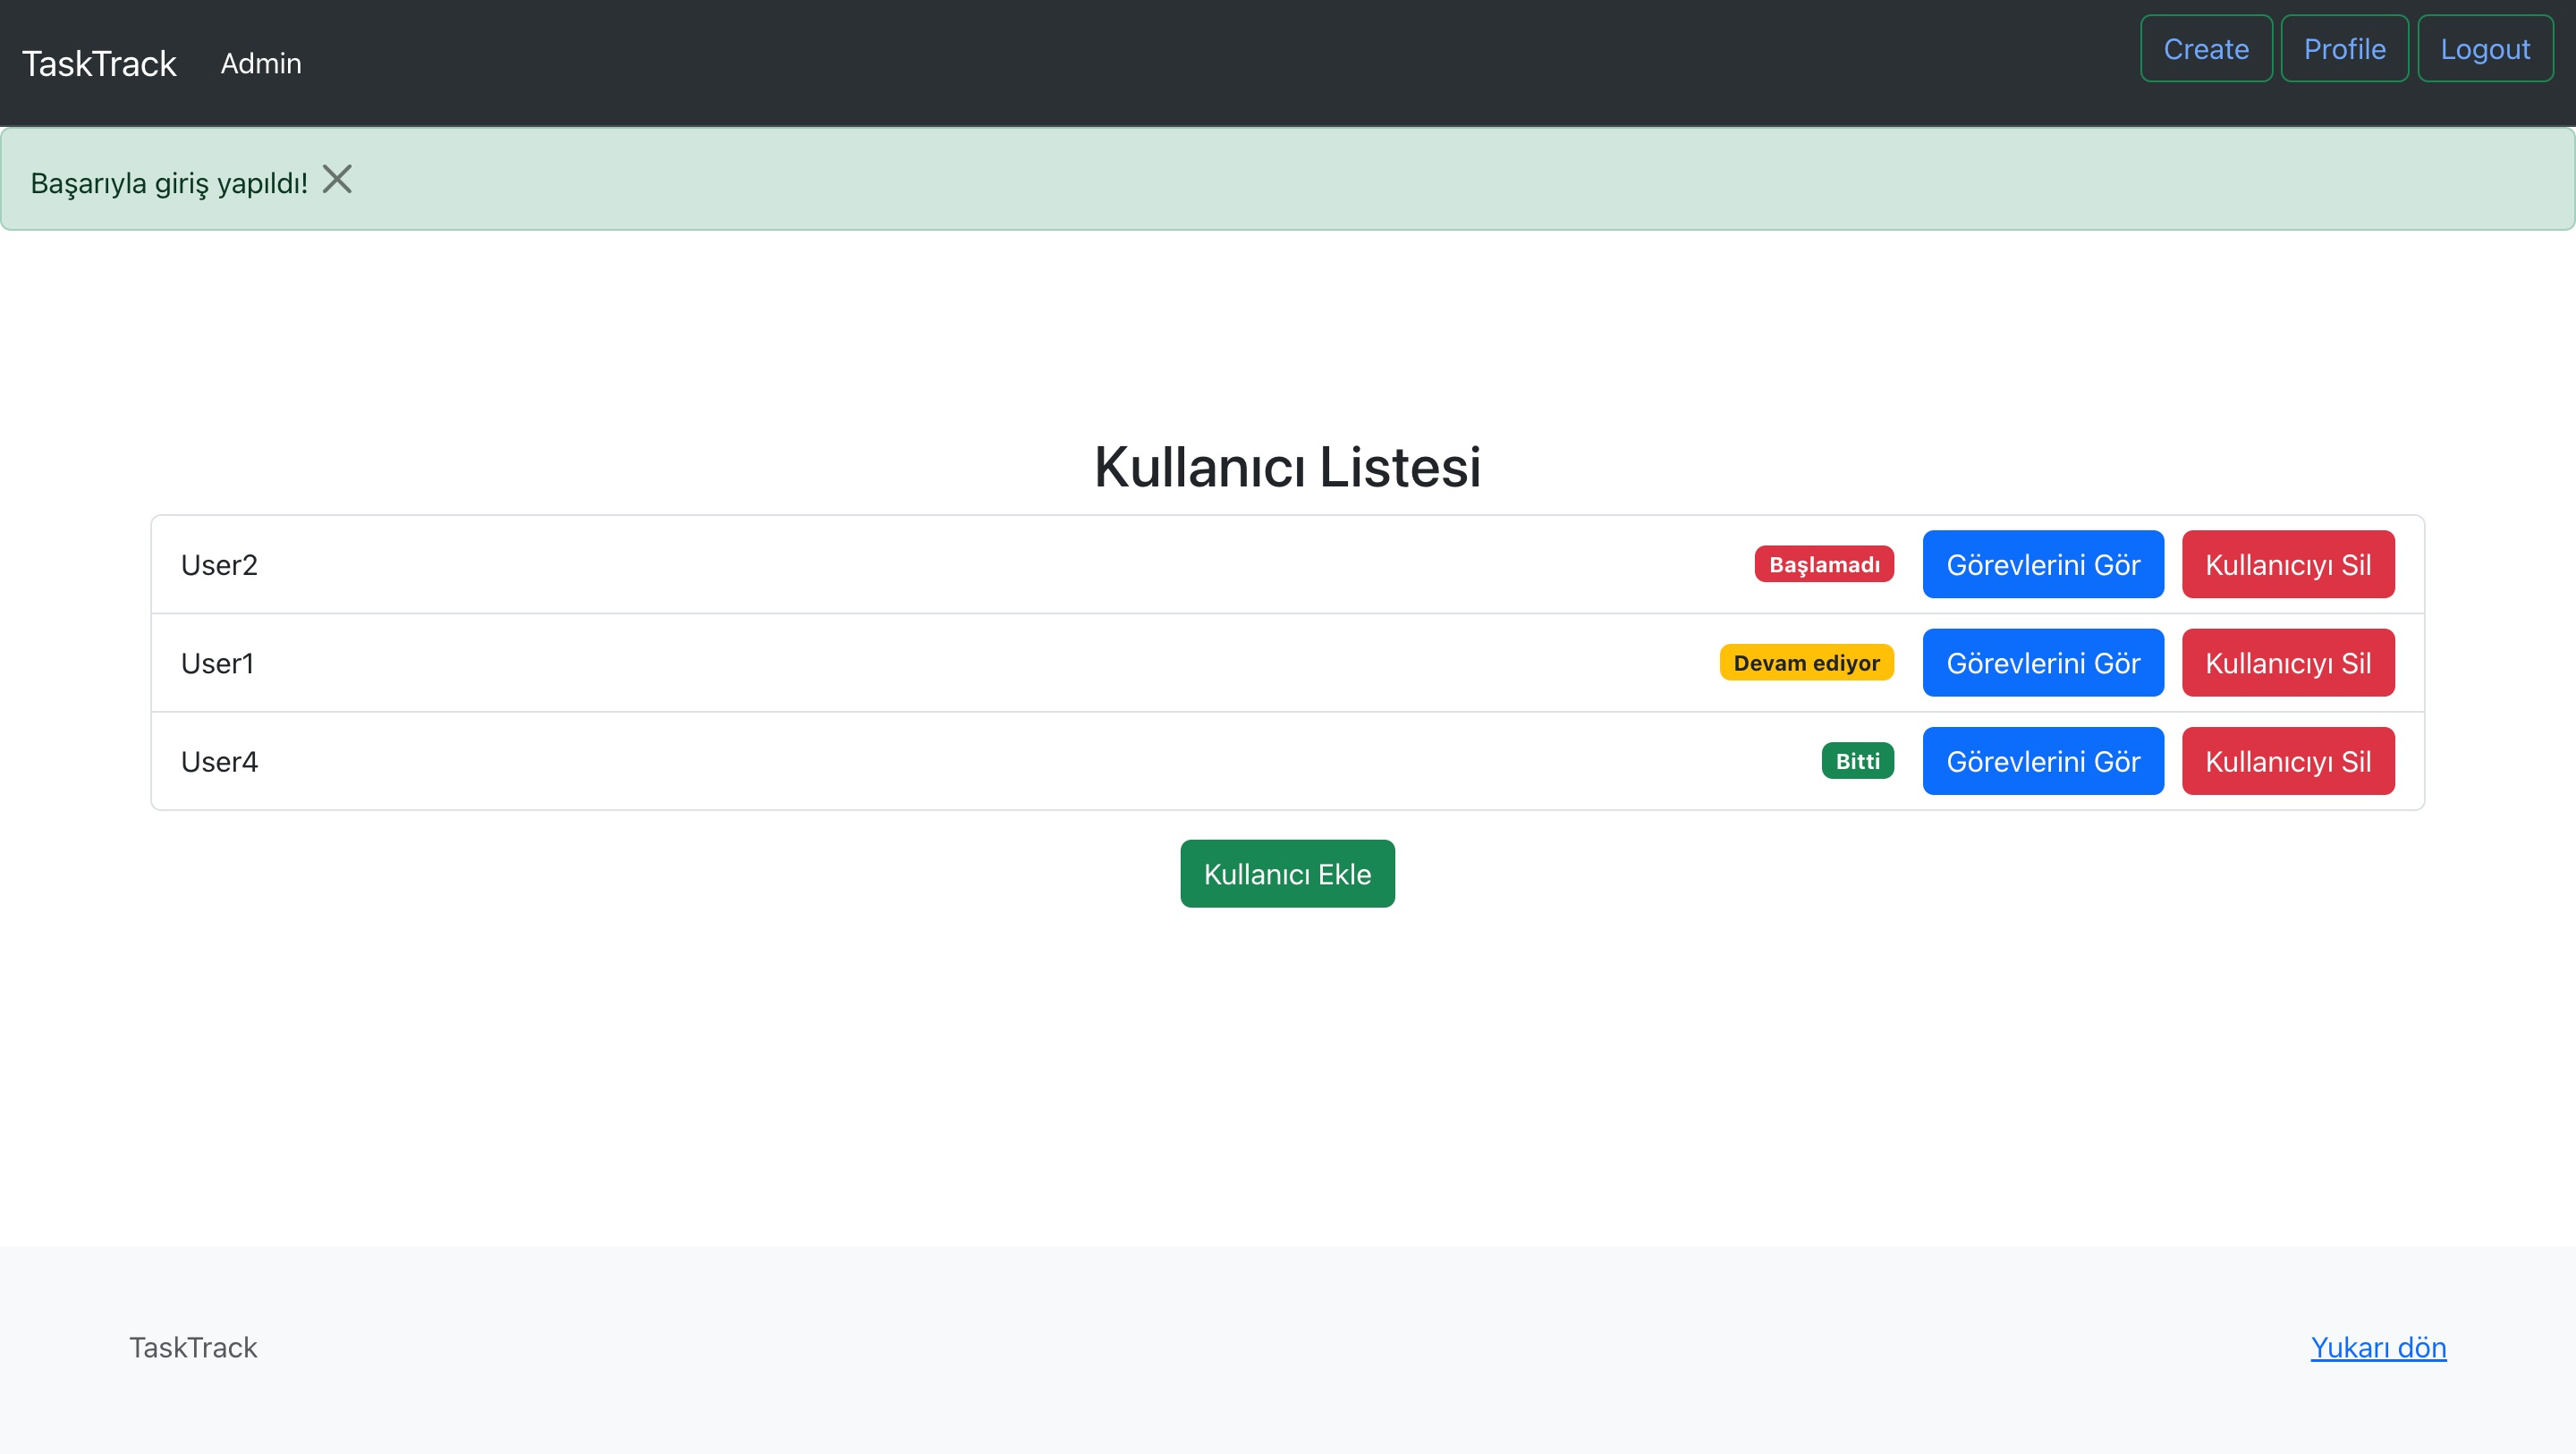 TaskTrack Admin Create Profile Logout
Başarıyla giriş yapıldı!
Kullanıcı Listesi
User2 Başlamadı Görevlerini Gör Kullanıcıyı Sil
User1 Devam ediyor Görevlerini Gör Kullanıcıyı Sil
User4 Bitti Görevlerini Gör Kullanıcıyı Sil
Kullanıcı Ekle
TaskTrack Yukarı dön